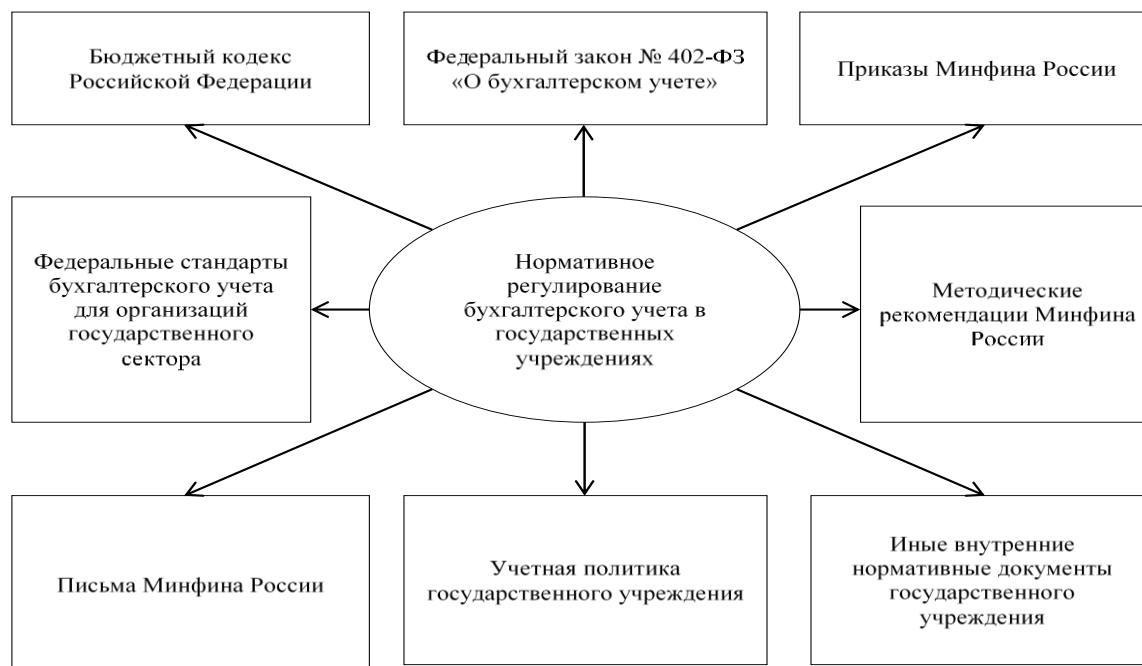 Бюджетный кодекс
Российской Федерации
Федеральный закон № 402-ФЗ
«О бухгалтерском учете»
Приказы Минфина России
Федеральные стандарты
бухгалтерского учета
для организаций
государственного
сектора
Нормативное
регулирование
бухгалтерского учета в
государственных
учреждениях
Методические
рекомендации Минфина
России
Письма Минфина России
Учетная политика
государственного учреждения
Иные внутренние
нормативные документы
государственного
учреждения